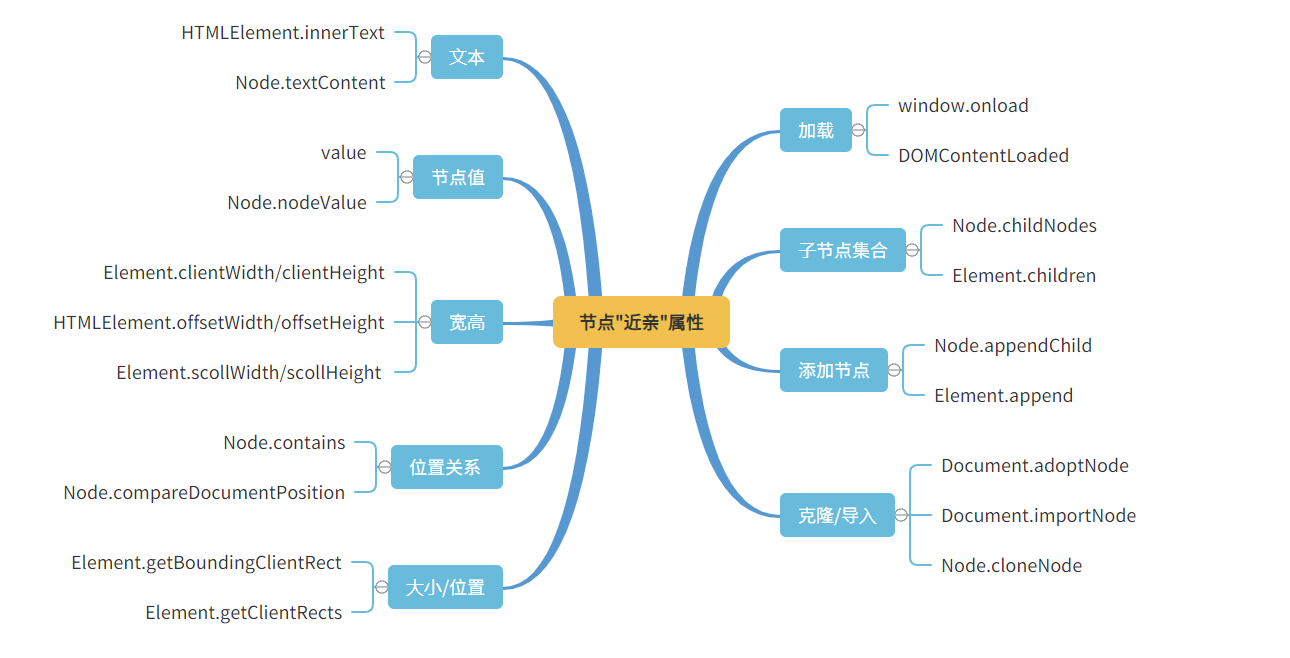 节点"近亲"属性
文本
HTMLElement.innerText
Node.textContent
节点值
value
Node.nodeValue
宽高
Element.clientWidth/clientHeight
HTMLElement.offsetWidth/offsetHeight
Element.scollWidth/scollHeight
位置关系
Node.contains
Node.compareDocumentPosition
大小/位置
Element.getBoundingClientRect
Element.getClientRects
加载
window.onload
DOMContentLoaded
子节点集合
Node.childNodes
Element.children
添加节点
Node.appendChild
Element.append
克隆/导入
Document.adoptNode
Document.importNode
Node.cloneNode